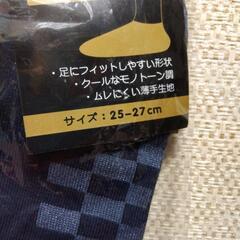 ・足にフィットしやすい形状
・クールなモノトーン調
・ムレにくい薄手生地
サイズ：25-27cm